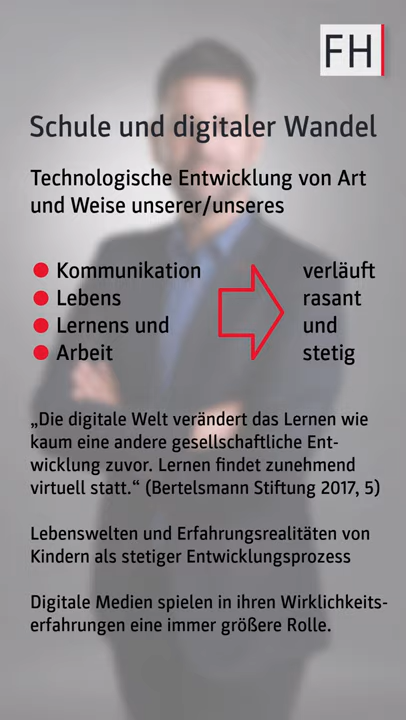 FH
Schule und digitaler Wandel
Technologische Entwicklung von Art
und Weise unserer/unseres
Kommunikation
Lebens
Lernens und
Arbeit
verläuft
rasant
und
stetig
„Die digitale Welt verändert das Lernen wie
kaum eine andere gesellschaftliche Ent-
wicklung zuvor. Lernen findet zunehmend
virtuell statt.“ (Bertelsmann Stiftung 2017, 5)
Lebenswelten und Erfahrungsrealitäten von
Kindern als stetiger Entwicklungsprozess
Digitale Medien spielen in ihren Wirklichkeits-
erfahrungen eine immer größere Rolle.